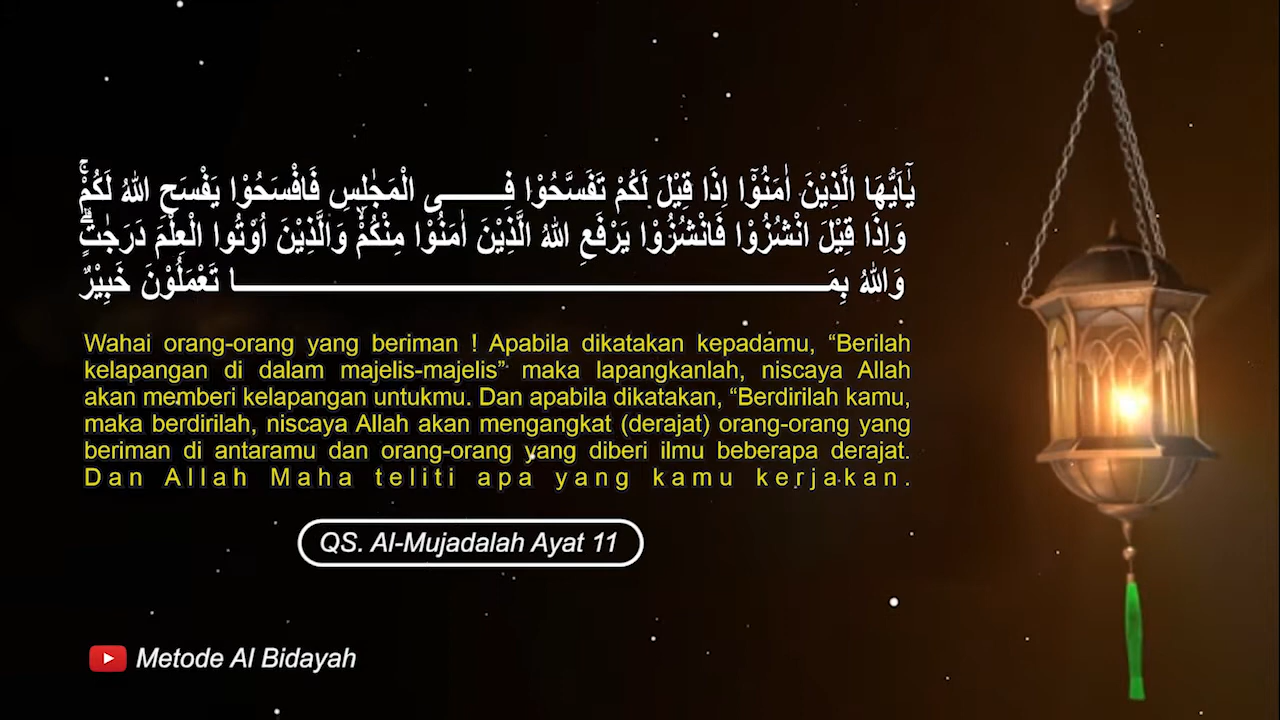 يٰٓاَيُّهَا الَّذِيْنَ اٰمَنُوْٓا اِذَا قِيْلَ لَكُمْ تَفَسَّحُوْا فِى الْمَجٰلِسِ فَافْسَحُوْا يَفْسَحِ اللهُ لَكُمْۚ
وَاِذَا قِيْلَ انْشُزُوْا فَانْشُزُوْا يَرْفَعِ اللهُ الَّذِيْنَ اٰمَنُوْا مِنْكُمْۙ وَالَّذِيْنَ اُوْتُوا الْعِلْمَ دَرَجٰتٍۗ
وَاللهُ بِمَا تَعْمَلُوْنَ خَبِيْرٌ
Wahai orang-orang yang beriman ! Apabila dikatakan kepadamu, “Berilah
kelapangan di dalam majelis-majelis” maka lapangkanlah, niscaya Allah
akan memberi kelapangan untukmu. Dan apabila dikatakan, “Berdirilah kamu,
maka berdirilah, niscaya Allah akan mengangkat (derajat) orang-orang yang
beriman di antaramu dan orang-orang yang diberi ilmu beberapa derajat.
Dan Allah Maha teliti apa yang kamu kerjakan.
QS. Al-Mujadalah Ayat 11
Metode Al Bidayah